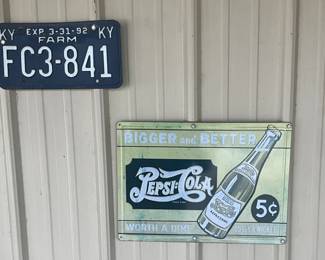 KY EXP 3-31-92 KY
FARM
FC3-841
BIGGER and BETTER
PEPSI-COLA
5¢
WORTH A DIME